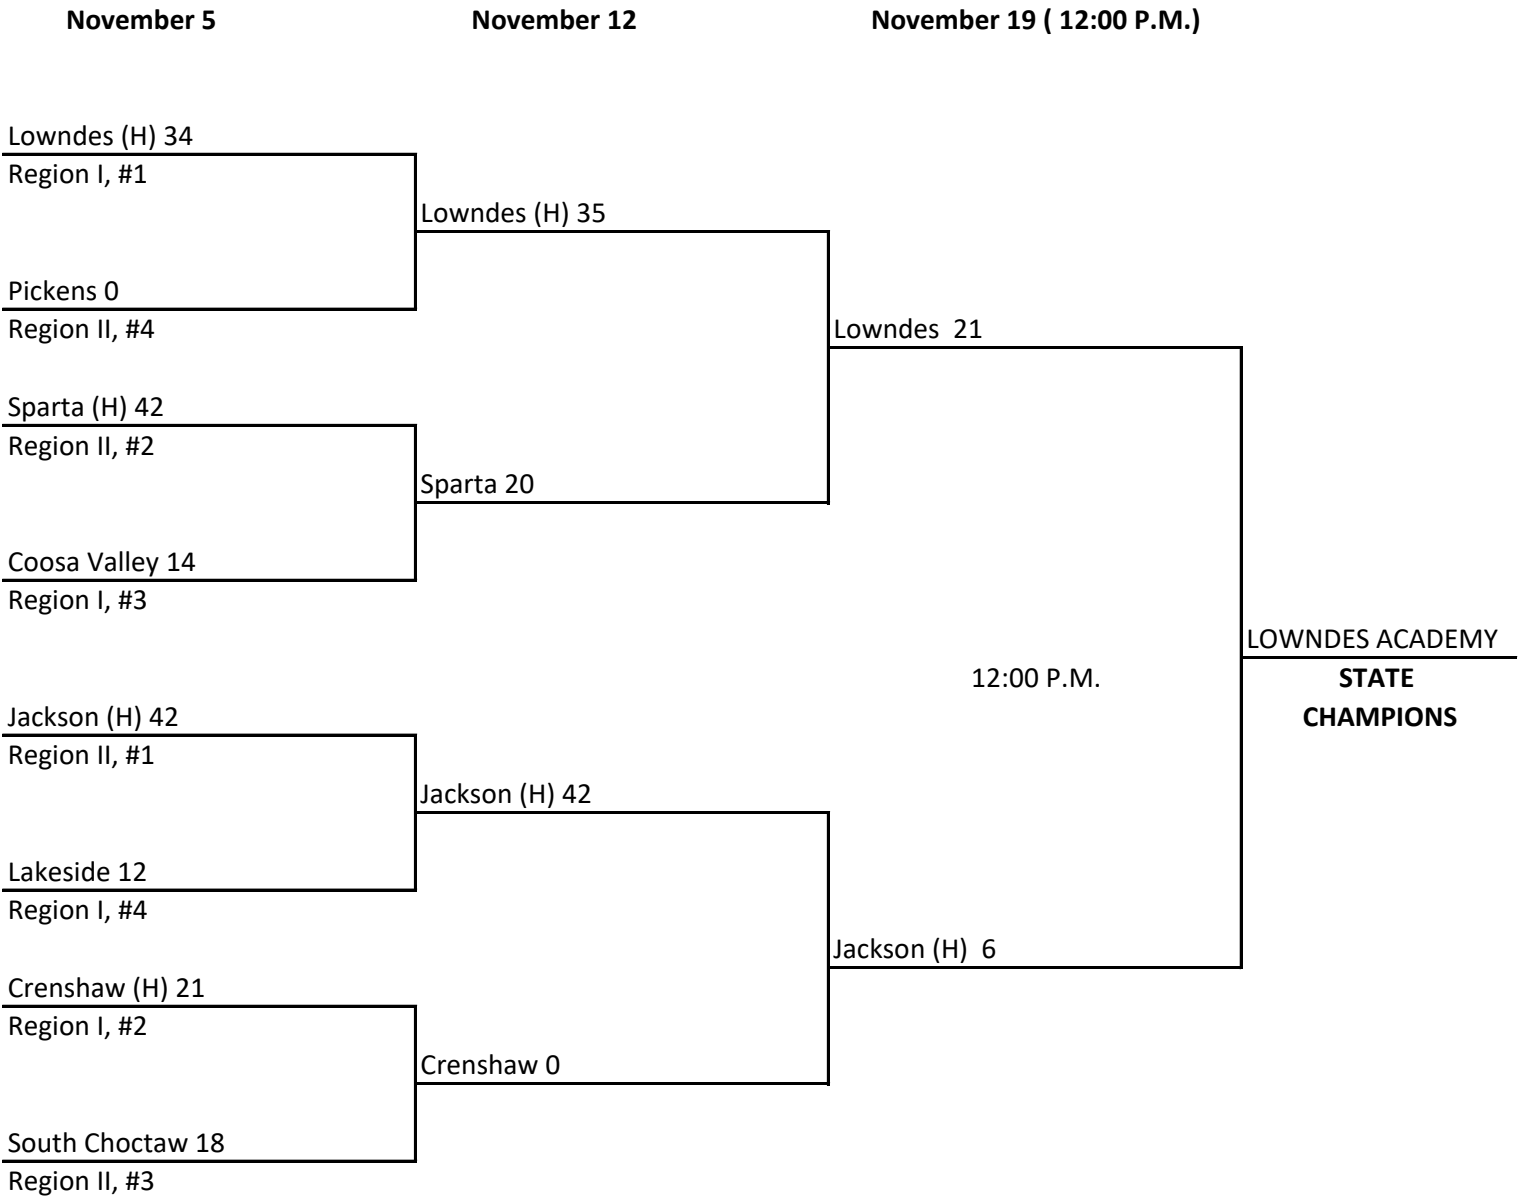 November 5
November 12
November 19 ( 12:00 P.M.)
Lowndes (H) 34
Region I, #1
Lowndes (H) 35
Pickens 0
Region II, #4
Lowndes  21
Sparta (H) 42
Region II, #2
Sparta 20
Coosa Valley 14
Region I, #3
LOWNDES ACADEMY
12:00 P.M.
STATE
CHAMPIONS
Jackson (H) 42
Region II, #1
Jackson (H) 42
Lakeside 12
Region I, #4
Jackson (H)  6
Crenshaw (H) 21
Region I, #2
Crenshaw 0
South Choctaw 18
Region II, #3